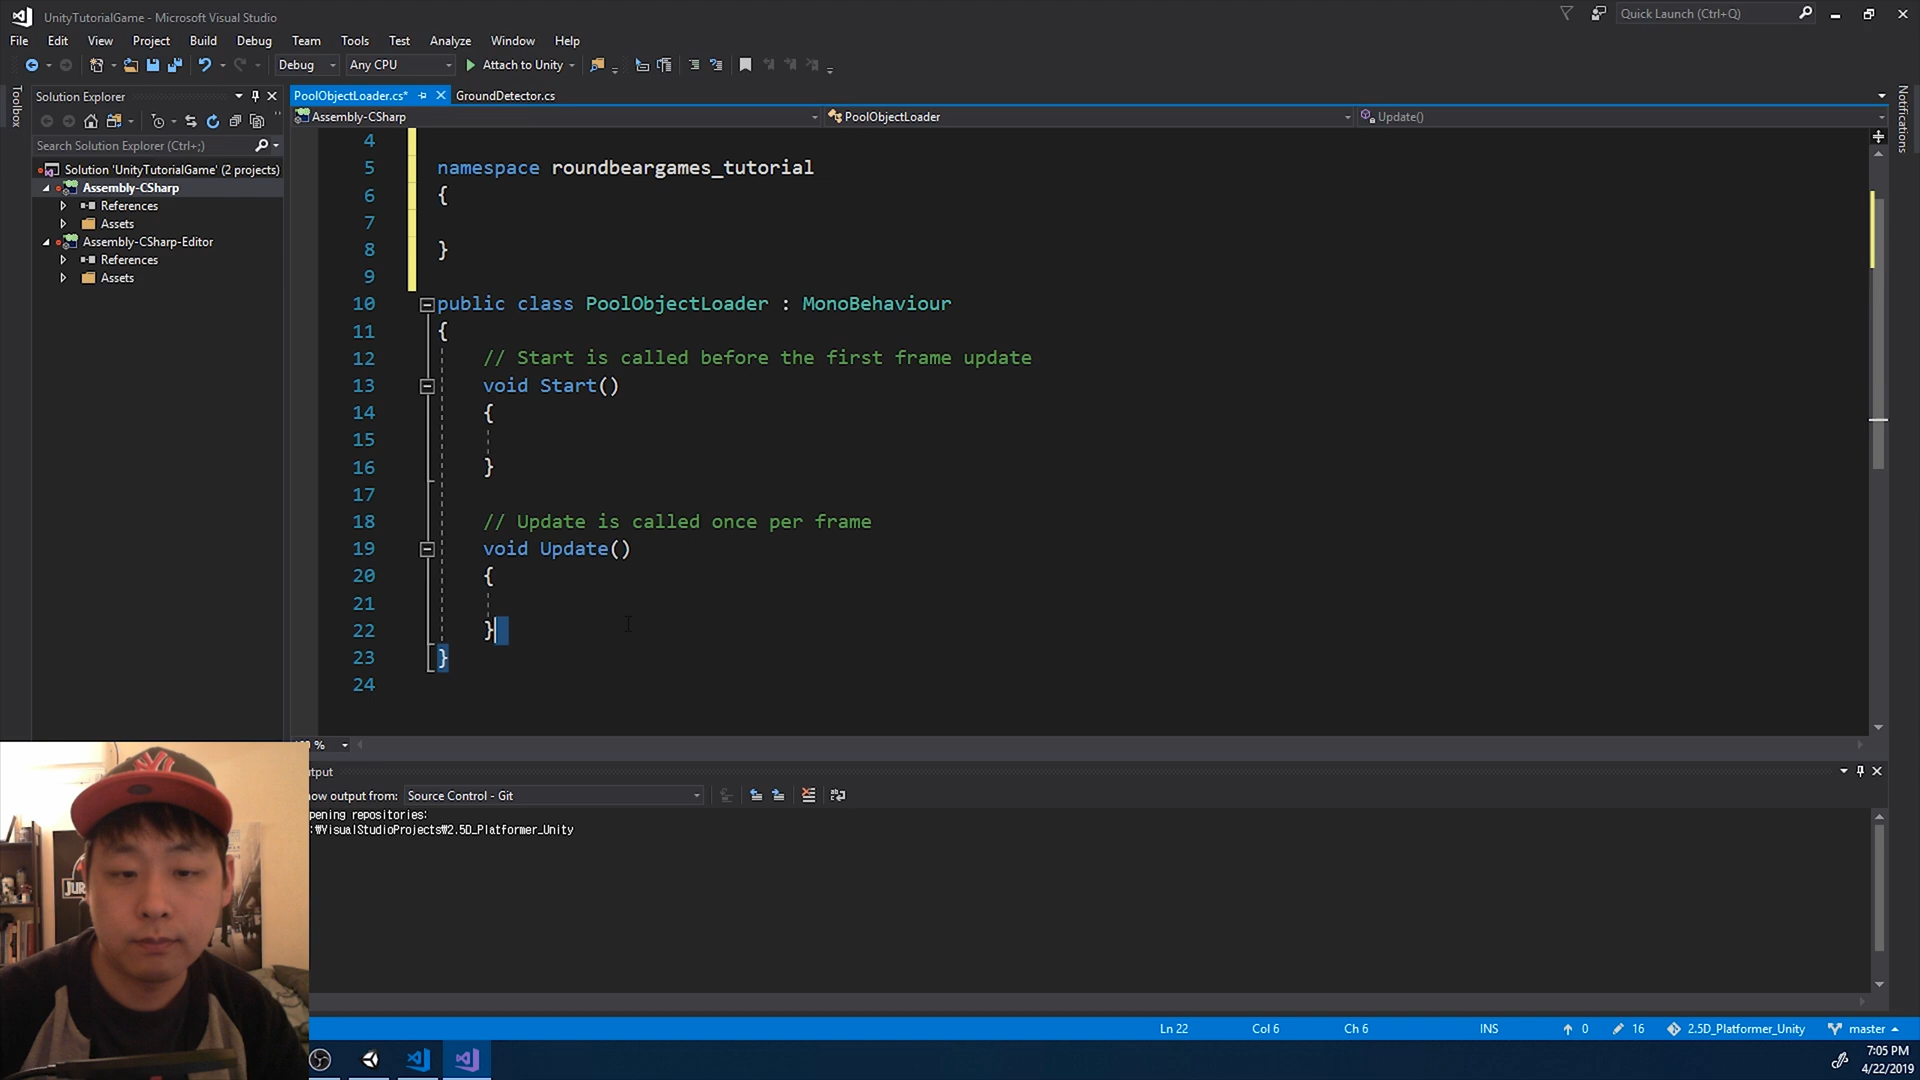 UnityTutorialGame - Microsoft Visual Studio
Quick Launch (Ctrl+Q)
File Edit View Project Build Debug Team Tools Test Analyze Window Help
Debug Any CPU Attach to Unity
Toolbox
Solution Explorer
Search Solution Explorer (Ctrl+;)
Solution 'UnityTutorialGame' (2 projects)
Assembly-CSharp
References
Assets
Assembly-CSharp-Editor
References
Assets
PoolObjectLoader.cs* GroundDetector.cs
Assembly-CSharp PoolObjectLoader Update()
Notifications
4
5 namespace roundbeargames_tutorial
6 {
7
8 }
9
10 public class PoolObjectLoader : MonoBehaviour
11 {
12 // Start is called before the first frame update
13 void Start()
14 {
15
16 }
17
18 // Update is called once per frame
19 void Update()
20 {
21
22 }
23 }
24
%
utput
ow output from: Source Control - Git
pening repositories:
:₩VisualStudioProjects₩2.5D_Platformer_Unity
Ln 22 Col 6 Ch 6 INS 0 16 2.5D_Platformer_Unity master
7:05 PM
4/22/2019